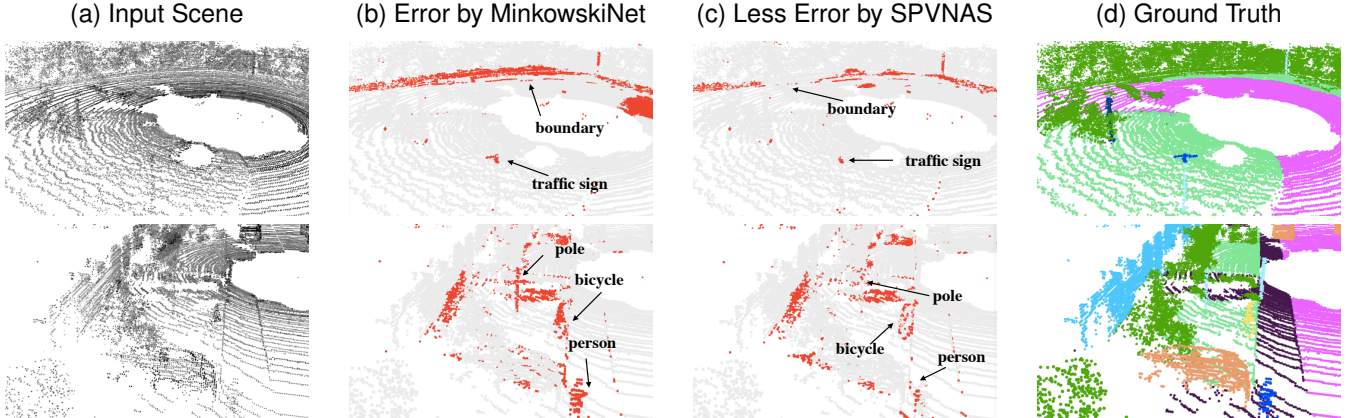 (a) Input Scene
(b) Error by MinkowskiNet
(c) Less Error by SPVNAS
(d) Ground Truth
boundary
traffic sign
boundary
traffic sign
pole
bicycle
person
pole
bicycle
person